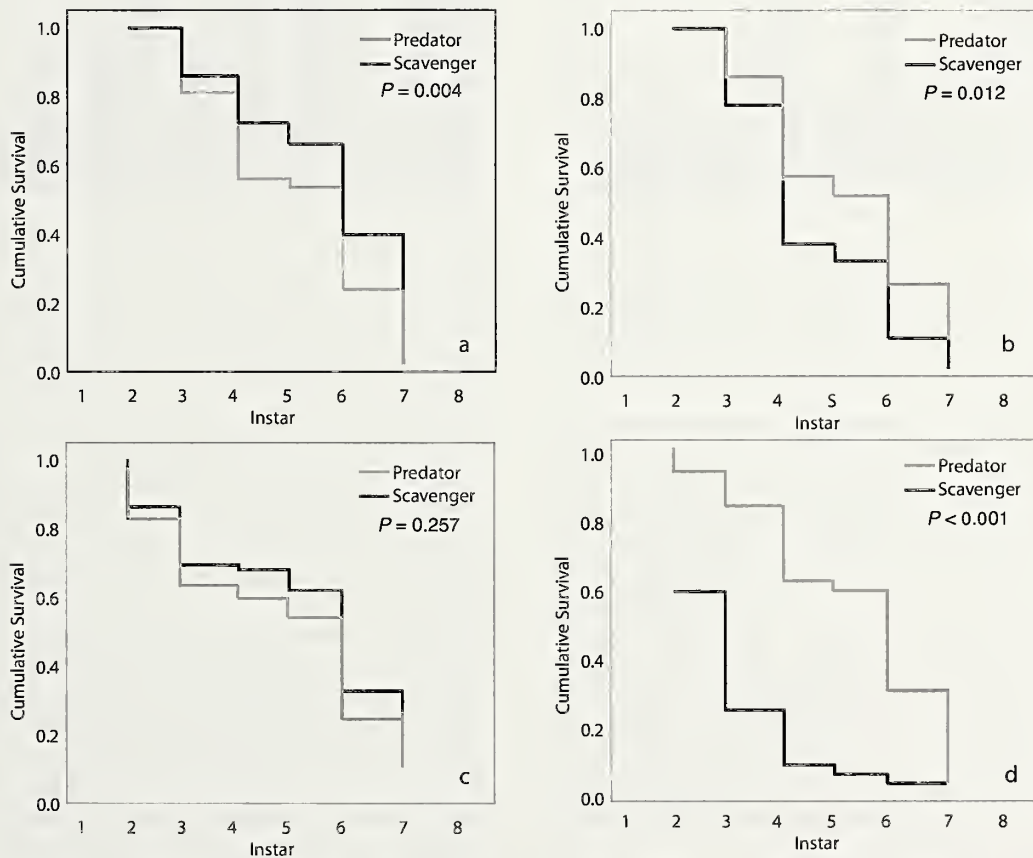 1.0
0.8
0.6
0.4
0.2
0.0
Cumulative Survival
Predator
Scavenger
P = 0.004
a
1 2 3 4 5 6 7 8
Instar
1.0
0.8
0.6
0.4
0.2
0.0
Cumulative Survival
Predator
Scavenger
P = 0.012
b
1 2 3 4 S 6 7 8
Instar
1.0
0.8
0.6
0.4
0.2
0.0
Cumulative Survival
Predator
Scavenger
P = 0.257
c
1 2 3 4 5 6 7 8
Instar
1.0
0.8
0.6
0.4
0.2
0.0
Cumulative Survival
Predator
Scavenger
P < 0.001
d
1 2 3 4 5 6 7 8
Instar